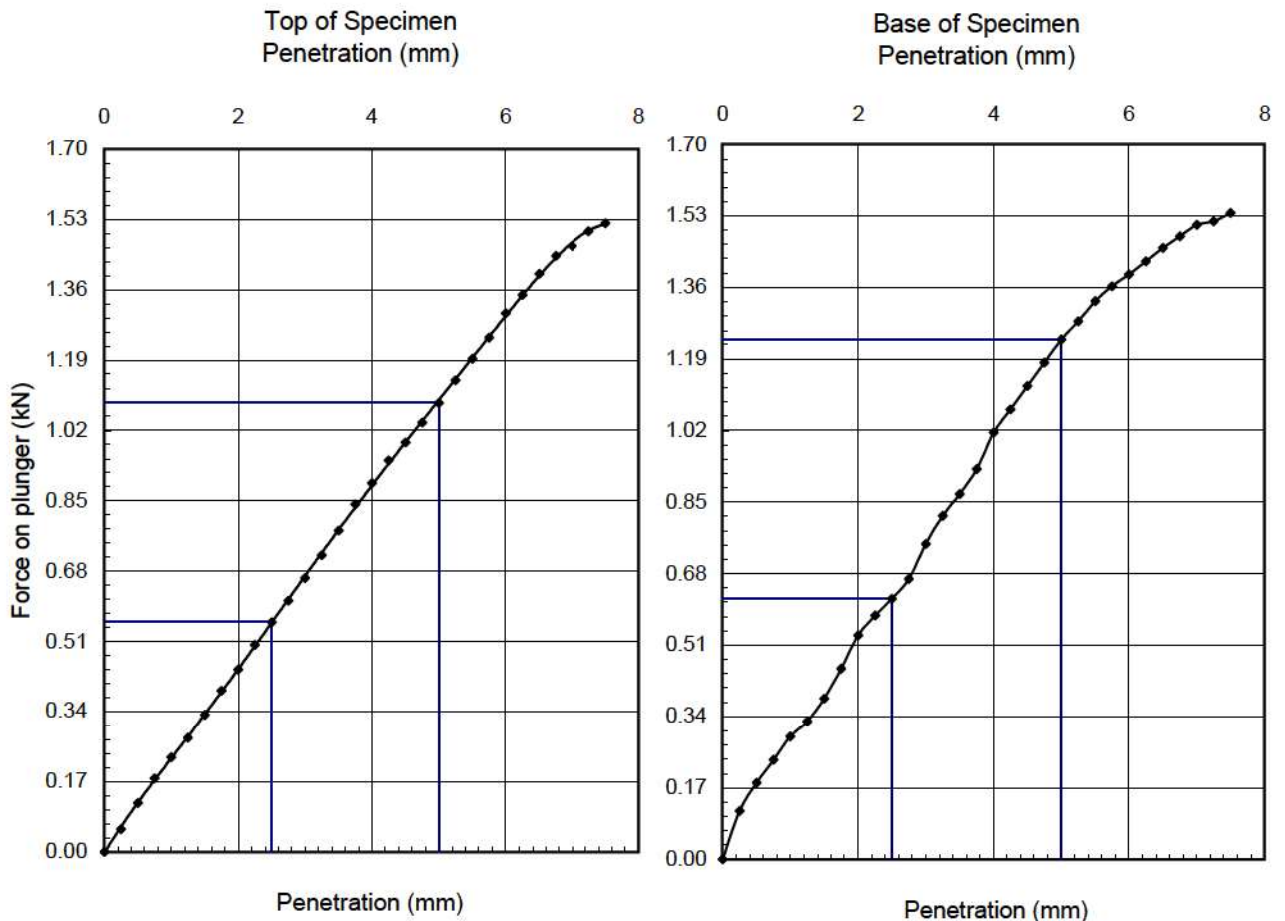 Top of Specimen
Penetration (mm)
0 2 4 6 8
1.70
1.53
1.36
1.19
1.02
0.85
0.68
0.51
0.34
0.17
0.00
Force on plunger (kN)
Penetration (mm)
Base of Specimen
Penetration (mm)
0 2 4 6 8
1.70
1.53
1.36
1.19
1.02
0.85
0.68
0.51
0.34
0.17
0.00
Penetration (mm)